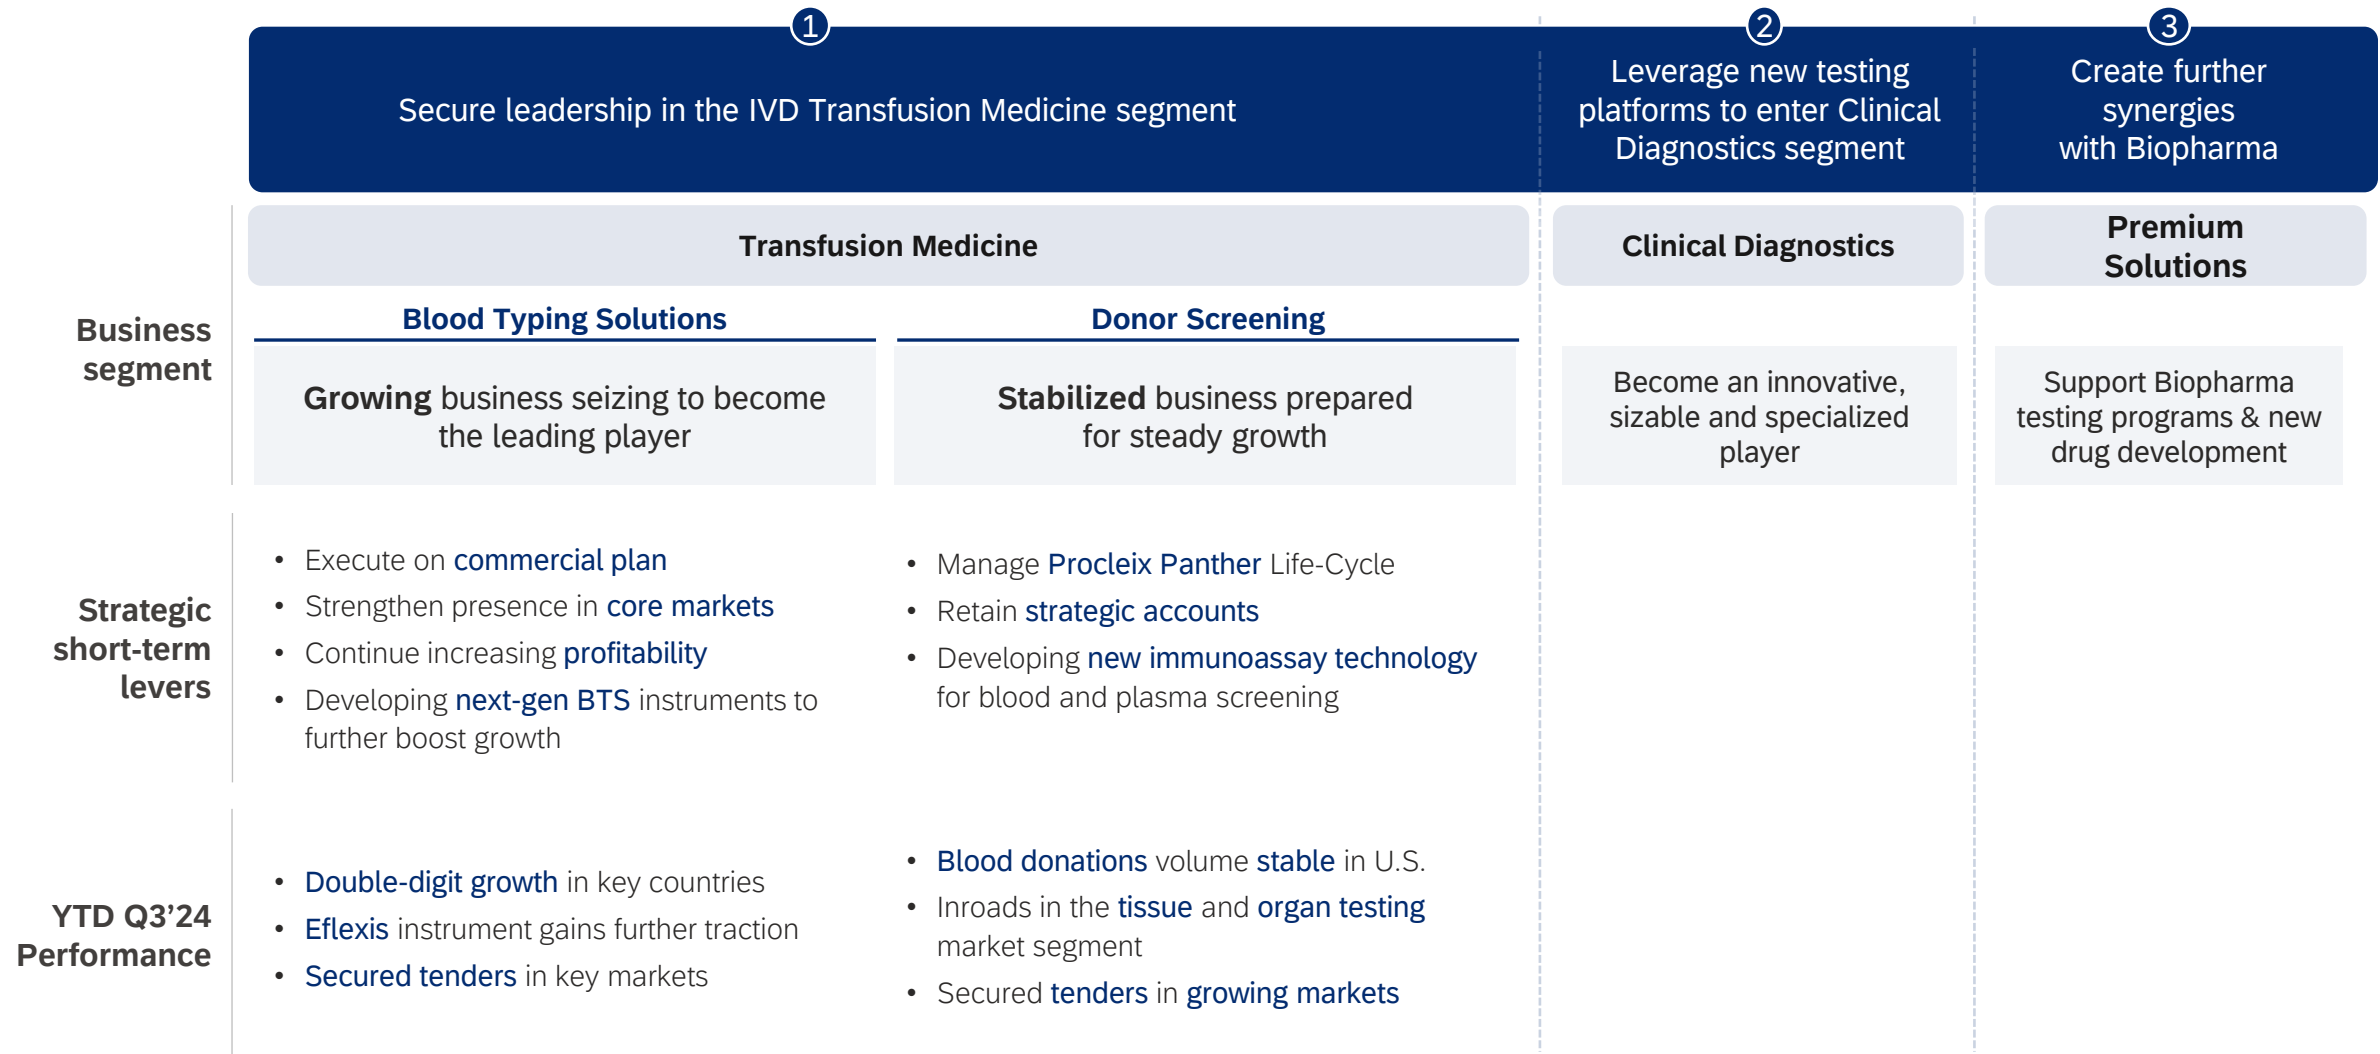 1
Secure leadership in the IVD Transfusion Medicine segment
2
Leverage new testing
platforms to enter Clinical
Diagnostics segment
3
Create further
synergies
with Biopharma
Business
segment
Transfusion Medicine
Clinical Diagnostics
Premium
Solutions
Blood Typing Solutions
Donor Screening
Growing business seizing to become
the leading player
Stabilized business prepared
for steady growth
Become an innovative,
sizable and specialized
player
Support Biopharma
testing programs & new
drug development
Strategic
short-term
levers
• Execute on commercial plan
• Strengthen presence in core markets
• Continue increasing profitability
• Developing next-gen BTS instruments to
further boost growth
• Manage Procleix Panther Life-Cycle
• Retain strategic accounts
• Developing new immunoassay technology
for blood and plasma screening
YTD Q3’24
Performance
• Double-digit growth in key countries
• Eflexis instrument gains further traction
• Secured tenders in key markets
• Blood donations volume stable in U.S.
• Inroads in the tissue and organ testing
market segment
• Secured tenders in growing markets